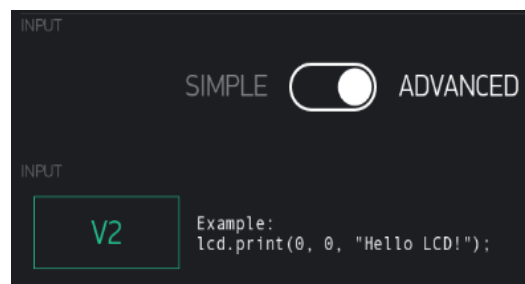 INPUT
SIMPLE ADVANCED
INPUT
V2
Example:
lcd.print(0, 0, "Hello LCD!");